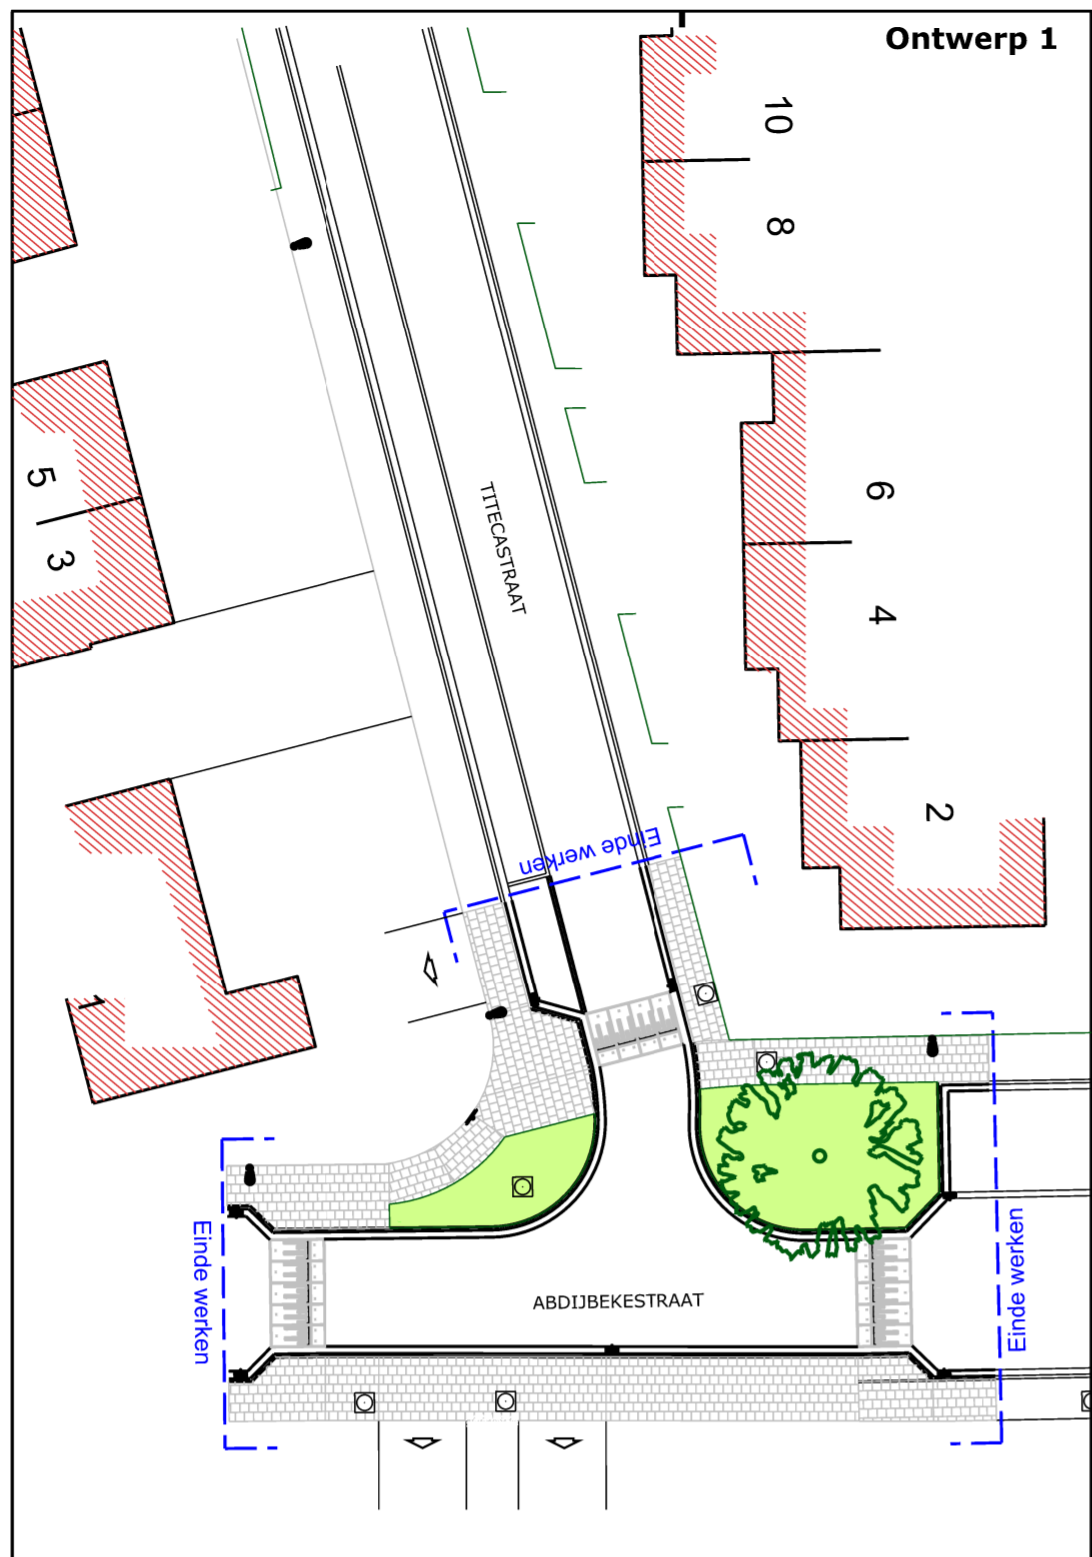 Ontwerp 1
10
8
5
3
6
TITECASTRAAT
4
2
Einde werken
1
Einde werken
Einde werken
ABDIJBEKESTRAAT